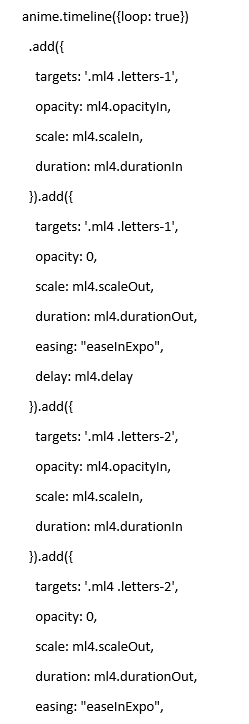 anime.timeline({loop: true})
.add({
targets: '.ml4 .letters-1',
opacity: ml4.opacityIn,
scale: ml4.scaleIn,
duration: ml4.durationIn
}).add({
targets: '.ml4 .letters-1',
opacity: 0,
scale: ml4.scaleOut,
duration: ml4.durationOut,
easing: "easeInExpo",
delay: ml4.delay
}).add({
targets: '.ml4 .letters-2',
opacity: ml4.opacityIn,
scale: ml4.scaleIn,
duration: ml4.durationIn
}).add({
targets: '.ml4 .letters-2',
opacity: 0,
scale: ml4.scaleOut,
duration: ml4.durationOut,
easing: "easeInExpo",